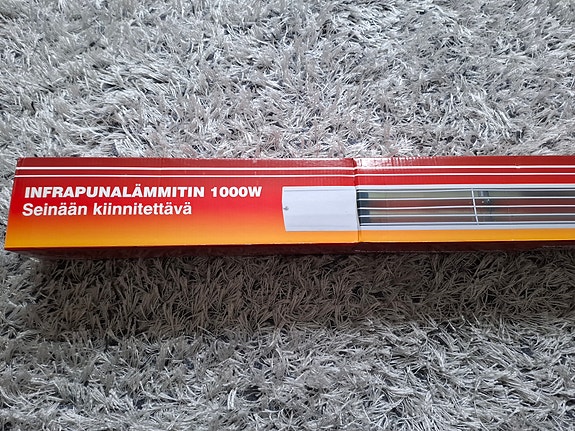 INFRAPUNALÄMMITIN 1000W
Seinään kiinnitettävä